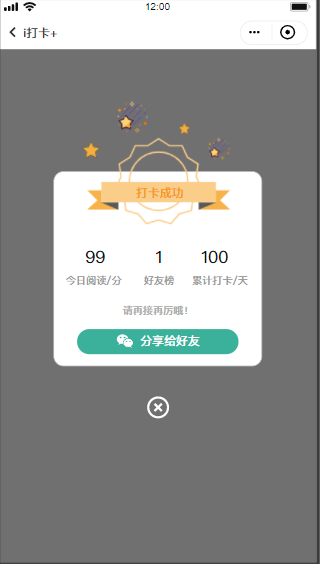 12:00
i打卡+
打卡成功
99 1 100
今日阅读/分 好友榜 累计打卡/天
请再接再厉哦!
分享给好友